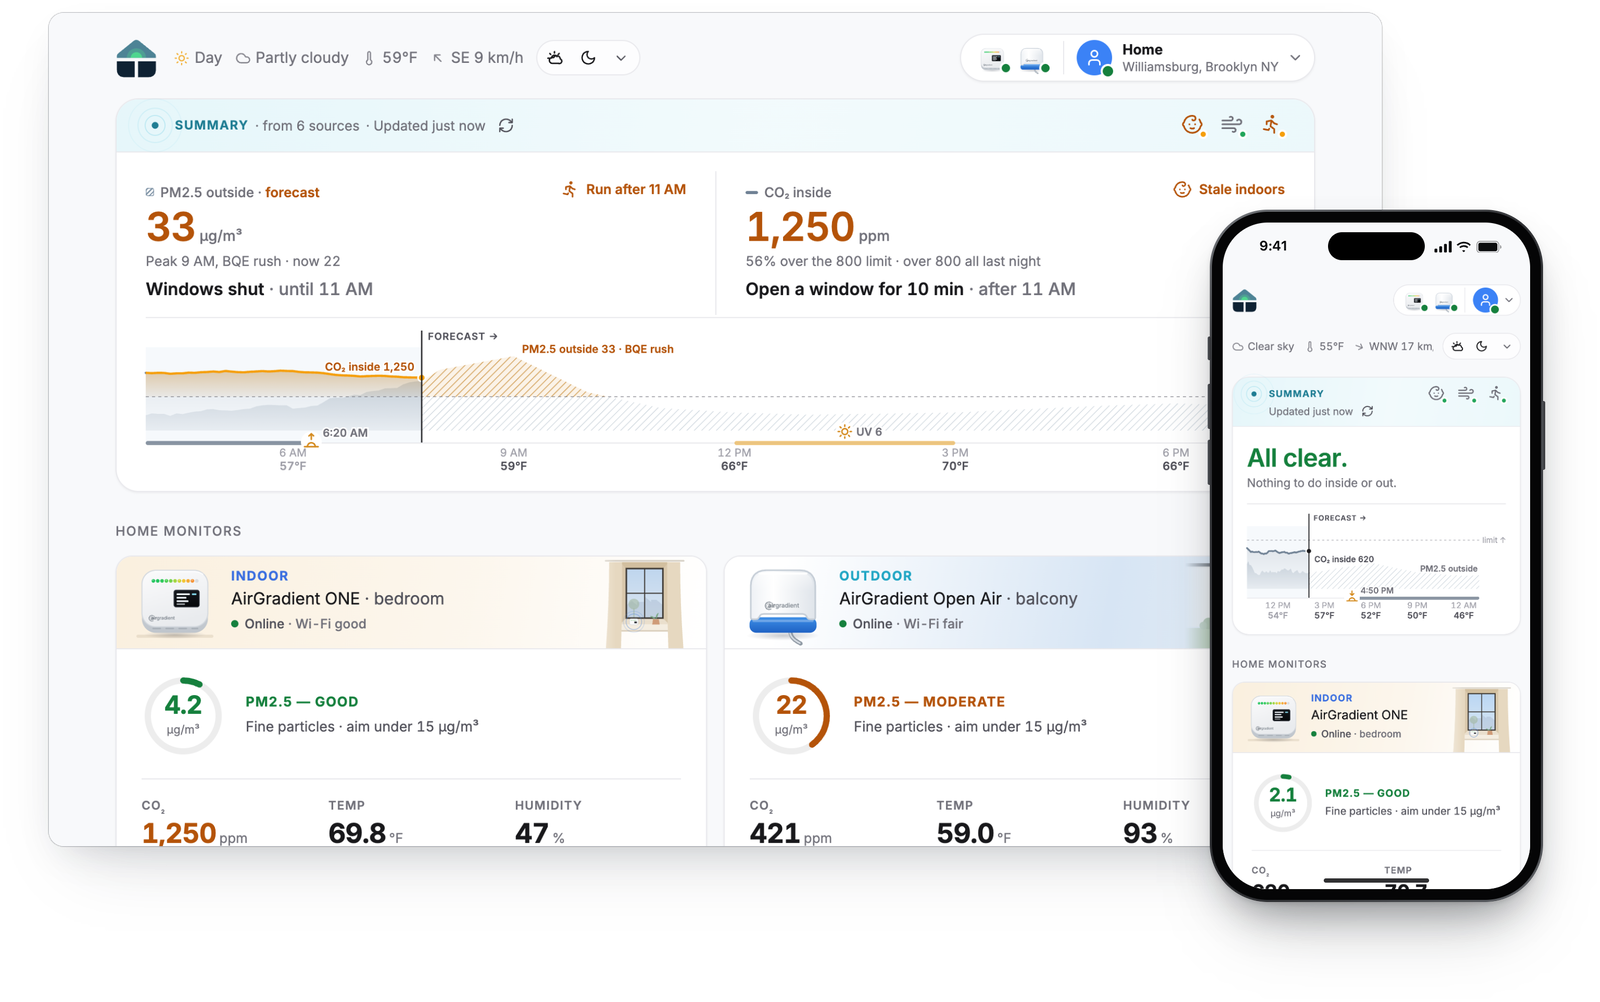 Day Partly cloudy 59°F SE 9 km/h
Home
Williamsburg, Brooklyn NY
SUMMARY · from 6 sources · Updated just now
PM2.5 outside · forecast
Run after 11 AM
33 µg/m³
Peak 9 AM, BQE rush · now 22
Windows shut · until 11 AM
CO₂ inside
Stale indoors
1,250 ppm
56% over the 800 limit · over 800 all last night
Open a window for 10 min · after 11 AM
FORECAST →
PM2.5 outside 33 · BQE rush
CO₂ inside 1,250
6:20 AM
UV 6
6 AM 9 AM 12 PM 3 PM 6 PM
57°F 59°F 66°F 70°F 66°F
HOME MONITORS
INDOOR
AirGradient ONE · bedroom
Online · Wi-Fi good
airgradient
4.2
µg/m³
PM2.5 — GOOD
Fine particles · aim under 15 µg/m³
CO₂ TEMP HUMIDITY
1,250 ppm 69.8 °F 47 %
OUTDOOR
AirGradient Open Air · balcony
Online · Wi-Fi fair
airgradient
22
µg/m³
PM2.5 — MODERATE
Fine particles · aim under 15 µg/m³
CO₂ TEMP HUMIDITY
421 ppm 59.0 °F 93 %
9:41
Clear sky 55°F WNW 17 km
SUMMARY
Updated just now
All clear.
Nothing to do inside or out.
FORECAST →
limit ↑
CO₂ inside 620
PM2.5 outside
4:50 PM
12 PM 3 PM 6 PM 9 PM 12 AM
54°F 57°F 52°F 50°F 46°F
HOME MONITORS
INDOOR
AirGradient ONE
Online · bedroom
airgradient
2.1
µg/m³
PM2.5 — GOOD
Fine particles · aim under 15 µg/m³
CO₂ TEMP